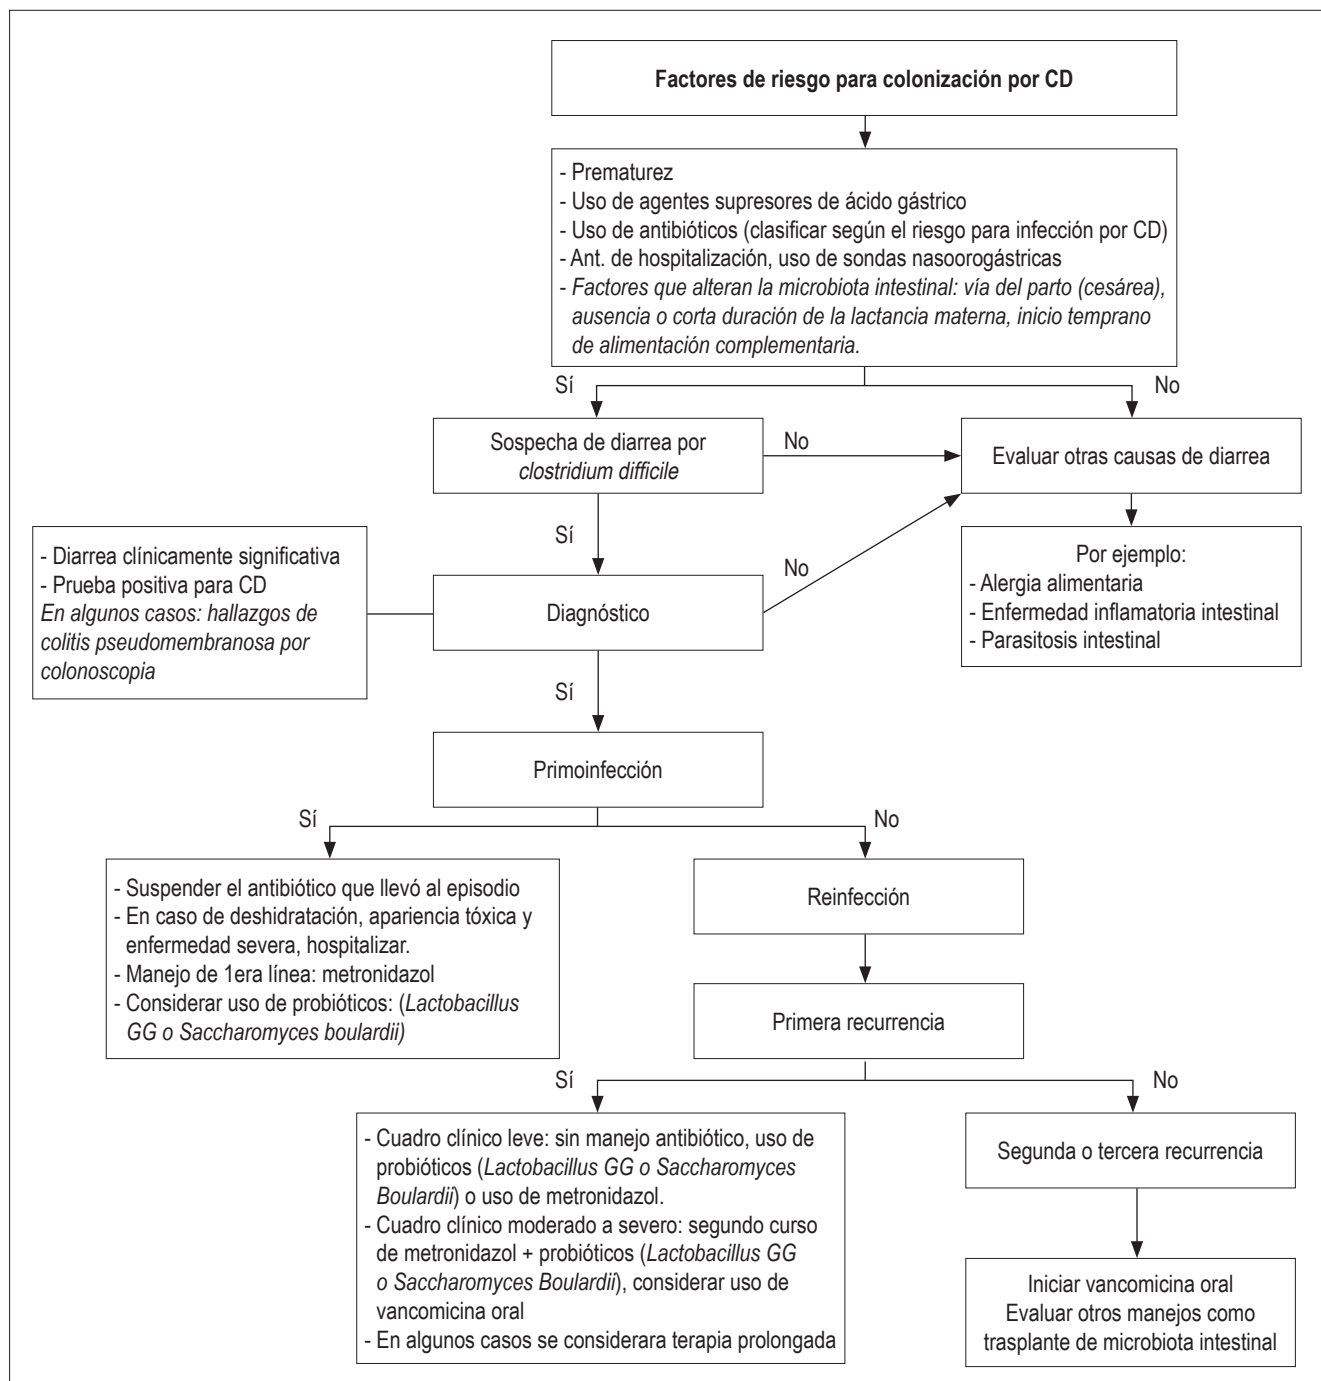 Factores de riesgo para colonización por CD
- Prematurez
- Uso de agentes supresores de ácido gástrico
- Uso de antibióticos (clasificar según el riesgo para infección por CD)
- Ant. de hospitalización, uso de sondas nasoorogástricas
- Factores que alteran la microbiota intestinal: vía del parto (cesárea),
ausencia o corta duración de la lactancia materna, inicio temprano
de alimentación complementaria.
Sí
No
Sospecha de diarrea por
clostridium difficile
No
Evaluar otras causas de diarrea
Sí
- Diarrea clínicamente significativa
- Prueba positiva para CD
En algunos casos: hallazgos de
colitis pseudomembranosa por
colonoscopia
Diagnóstico
No
Por ejemplo:
- Alergia alimentaria
- Enfermedad inflamatoria intestinal
- Parasitosis intestinal
Sí
Primoinfección
Sí
No
- Suspender el antibiótico que llevó al episodio
- En caso de deshidratación, apariencia tóxica y
enfermedad severa, hospitalizar.
- Manejo de 1era línea: metronidazol
- Considerar uso de probióticos: (Lactobacillus
GG o Saccharomyces boulardii)
Reinfección
Primera recurrencia
Sí
No
- Cuadro clínico leve: sin manejo antibiótico, uso de
probióticos (Lactobacillus GG o Saccharomyces
Boulardii) o uso de metronidazol.
- Cuadro clínico moderado a severo: segundo curso
de metronidazol + probióticos (Lactobacillus GG
o Saccharomyces Boulardii), considerar uso de
vancomicina oral
- En algunos casos se considerara terapia prolongada
Segunda o tercera recurrencia
Iniciar vancomicina oral
Evaluar otros manejos como
trasplante de microbiota intestinal